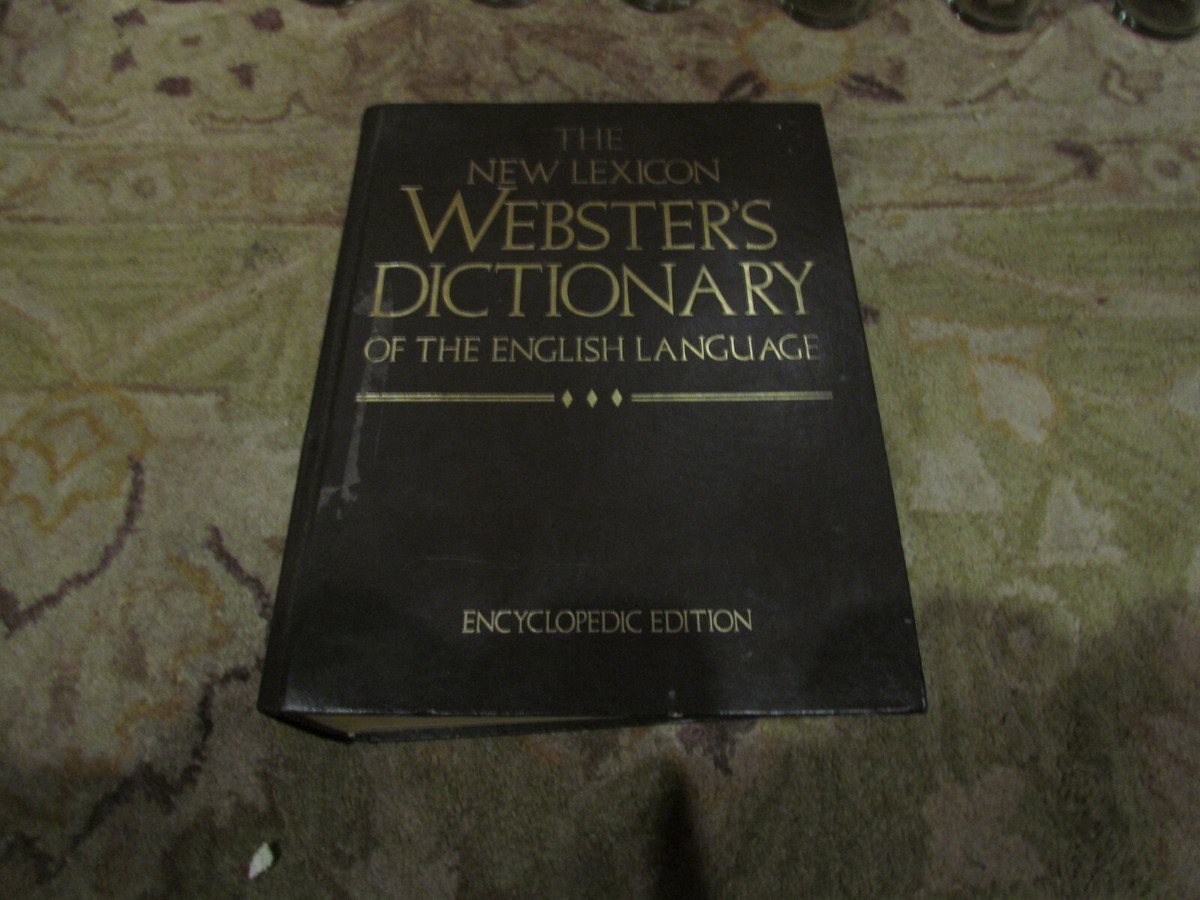 THE
NEW LEXICON
WEBSTER'S
DICTIONARY
OF THE ENGLISH LANGUAGE
ENCYCLOPEDIC EDITION